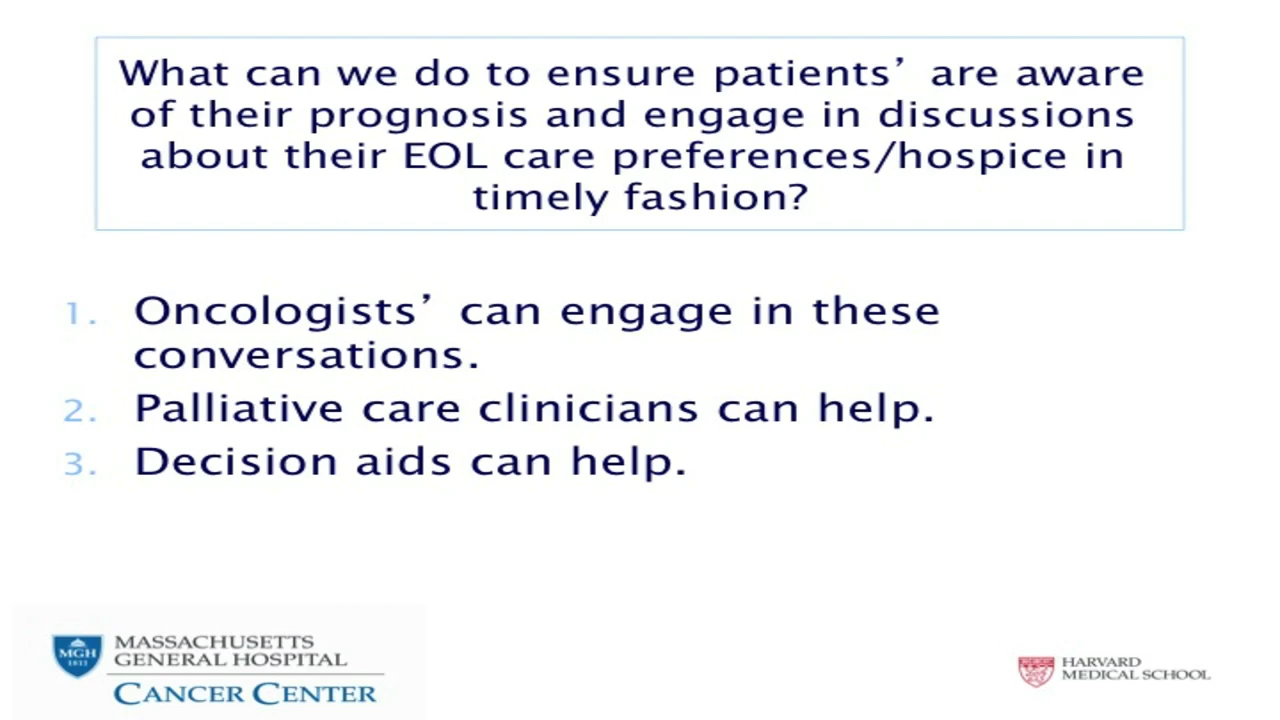 What can we do to ensure patients’ are aware
of their prognosis and engage in discussions
about their EOL care preferences/hospice in
timely fashion?
1. Oncologists’ can engage in these
conversations.
2. Palliative care clinicians can help.
3. Decision aids can help.
MGH
1811
MASSACHUSETTS
GENERAL HOSPITAL
CANCER CENTER
HARVARD
MEDICAL SCHOOL